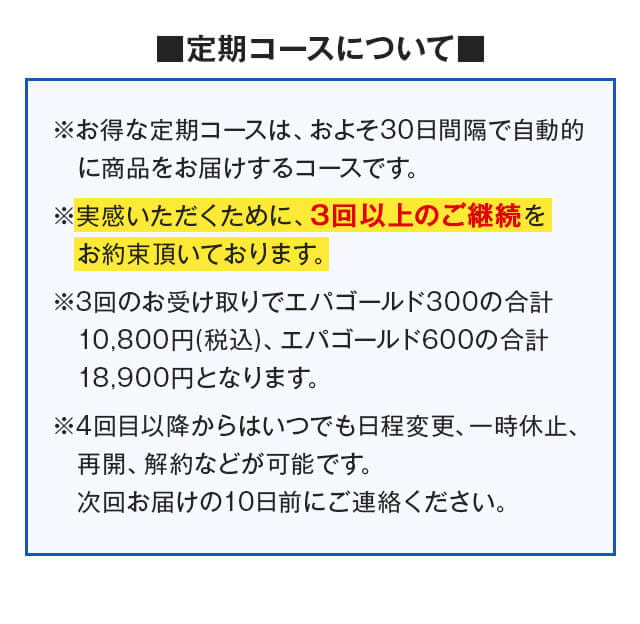 ■定期コースについて■
※お得な定期コースは、およそ30日間隔で自動的
に商品をお届けするコースです。
※実感いただくために、3回以上のご継続を
お約束頂いております。
※3回のお受け取りでエパゴールド300の合計
10,800円(税込)、エパゴールド600の合計
18,900円となります。
※4回目以降からはいつでも日程変更、一時休止、
再開、解約などが可能です。
次回お届けの10日前にご連絡ください。